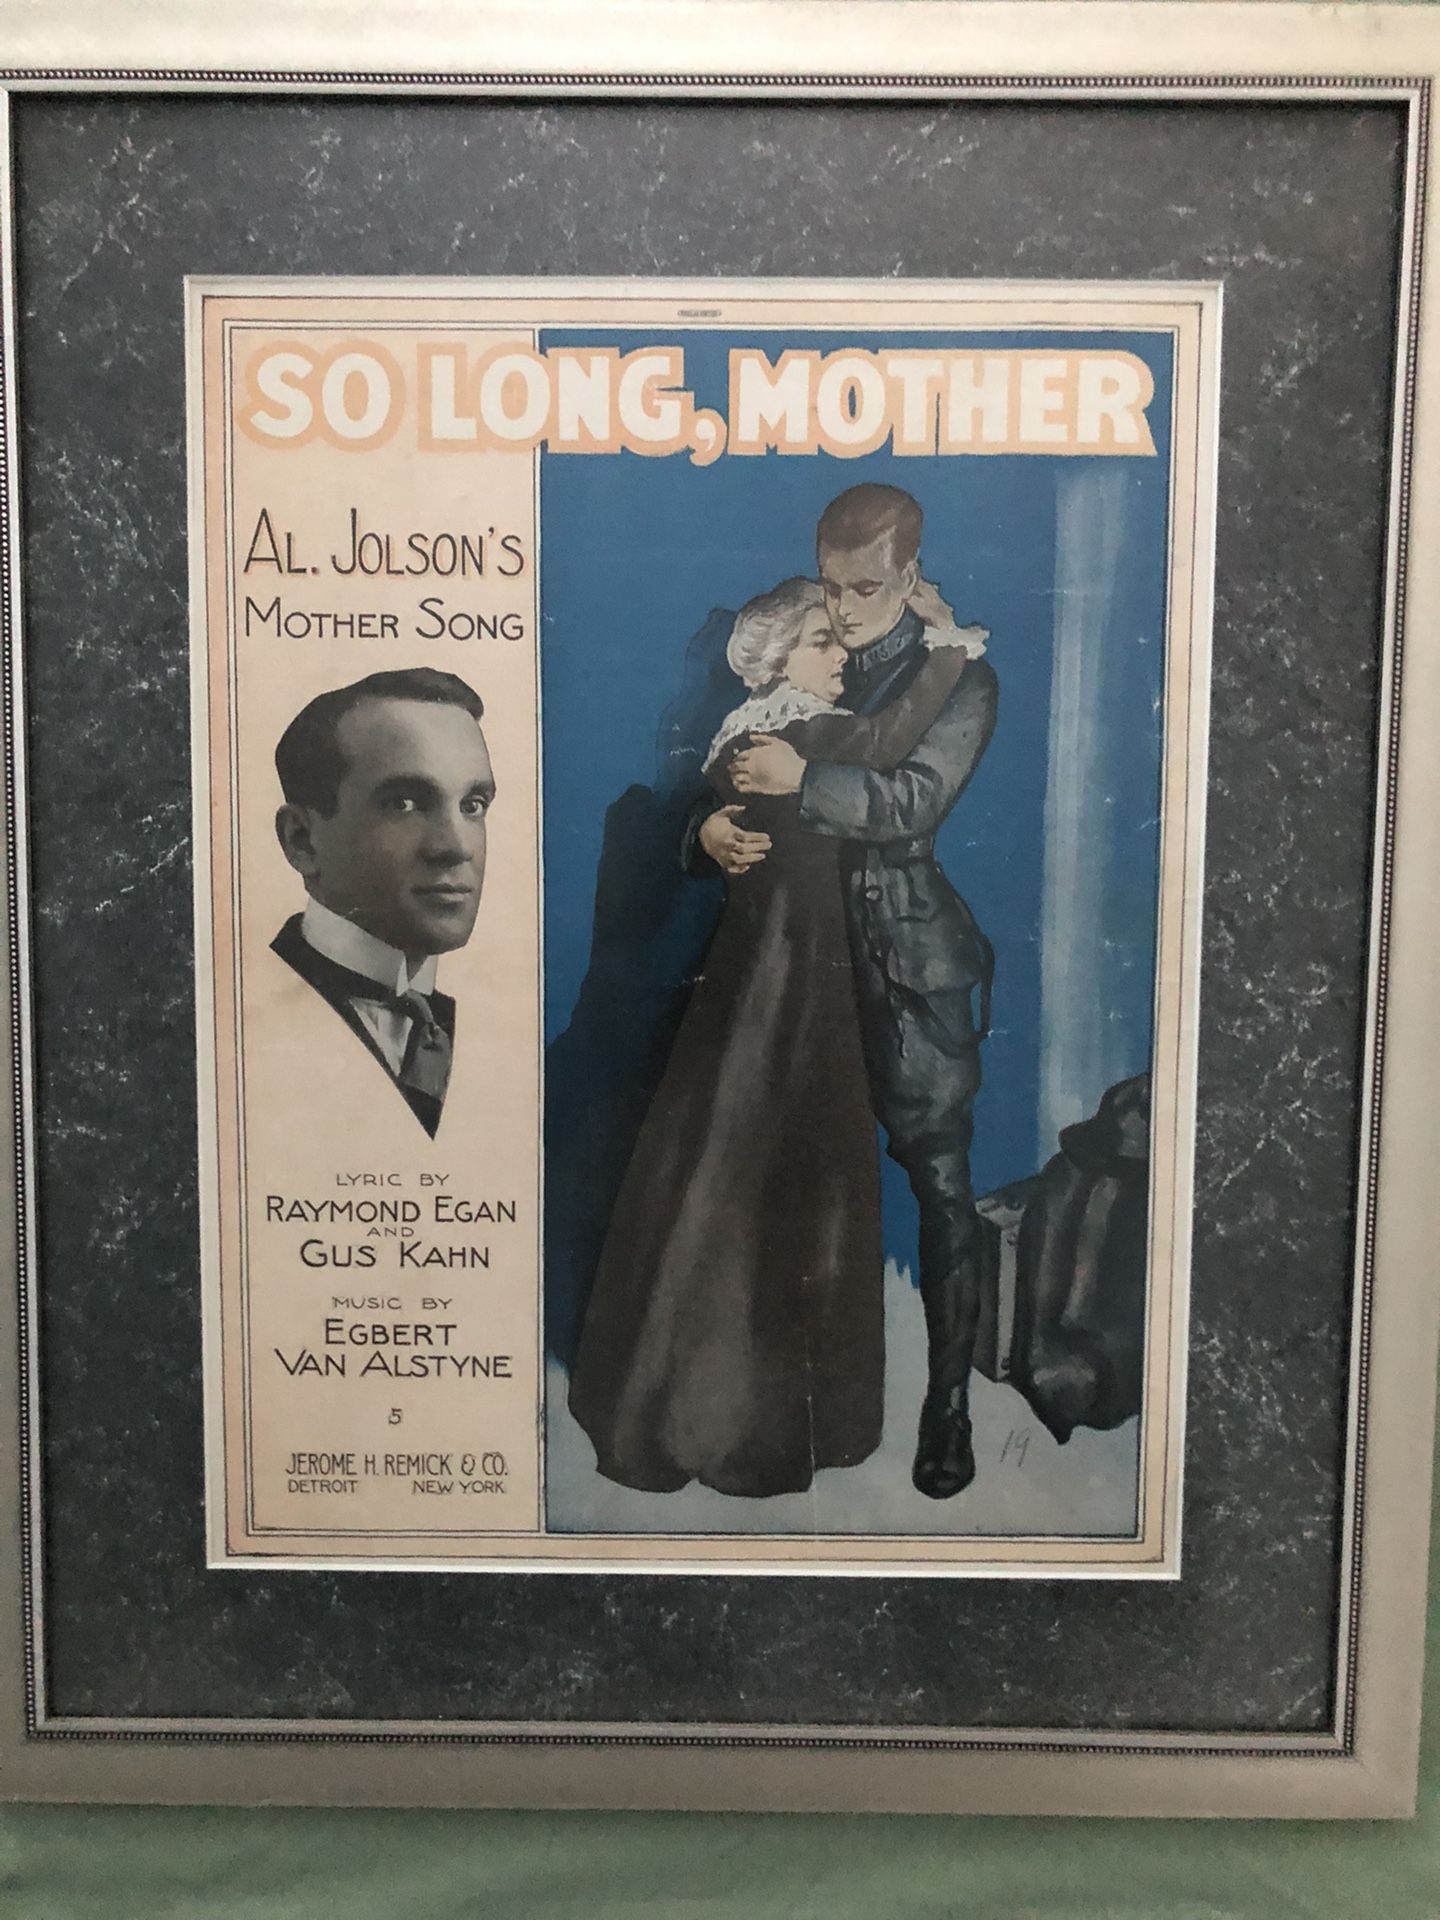 SO LONG, MOTHER
AL. JOLSON'S
MOTHER SONG
LYRIC BY
RAYMOND EGAN
AND
GUS KAHN
MUSIC BY
EGBERT
VAN ALSTYNE
5
JEROME H. REMICK & CO.
DETROIT NEW YORK
19